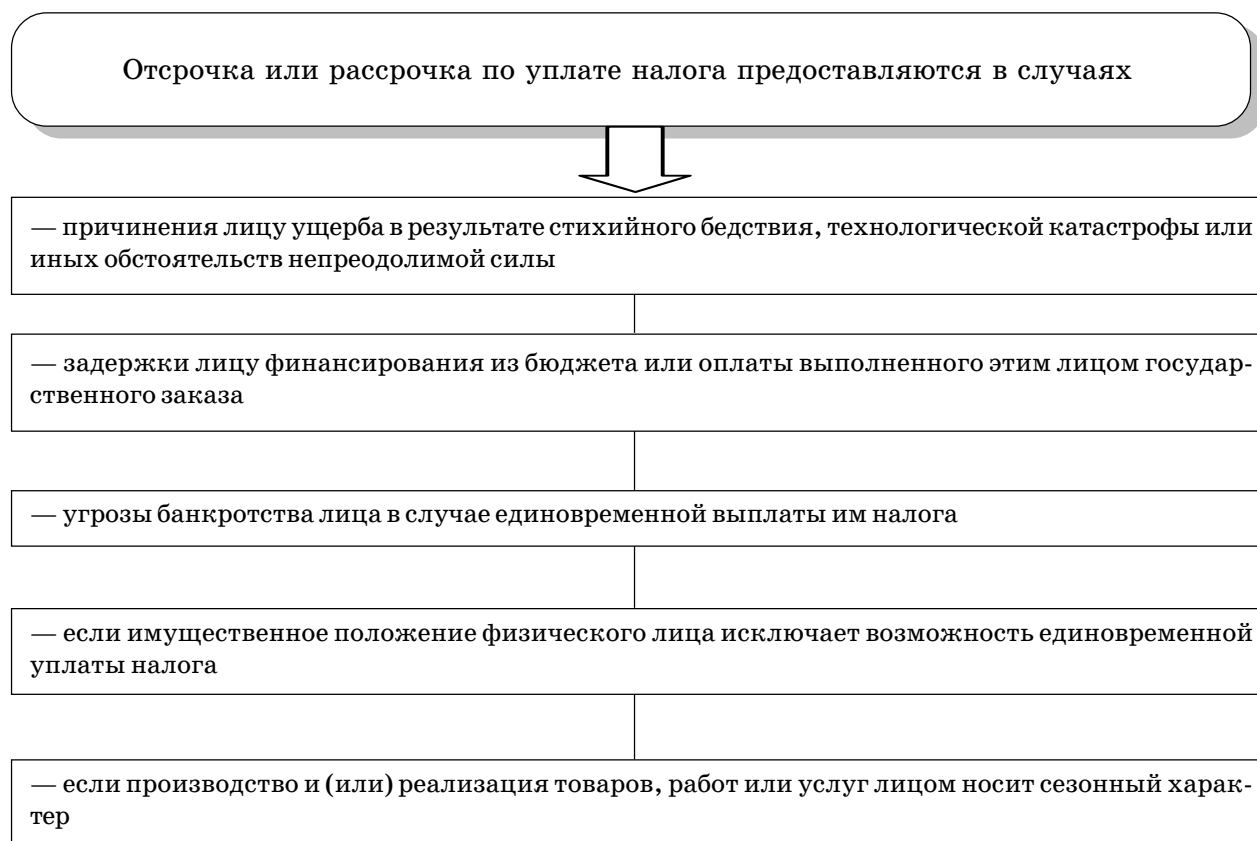 Отсрочка или рассрочка по уплате налога предоставляются в случаях
— причинения лицу ущерба в результате стихийного бедствия, технологической катастрофы или
иных обстоятельств непреодолимой силы
— задержки лицу финансирования из бюджета или оплаты выполненного этим лицом государ-
ственного заказа
— угрозы банкротства лица в случае единовременной выплаты им налога
— если имущественное положение физического лица исключает возможность единовременной
уплаты налога
— если производство и (или) реализация товаров, работ или услуг лицом носит сезонный харак-
тер